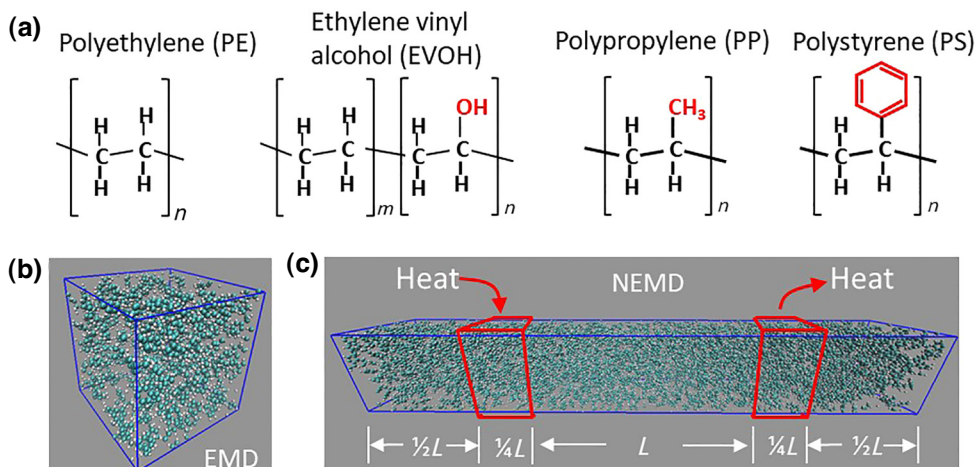 (a)
Polyethylene (PE)
Ethylene vinyl
alcohol (EVOH)
Polypropylene (PP)
Polystyrene (PS)
H H
C C
H H
n
H H
C C
H H
m
H OH
C C
H H
n
H CH₃
C C
H H
n
H
C C
H H
n
(b)
EMD
(c)
Heat
NEMD
Heat
½L
¼L
L
¼L
½L